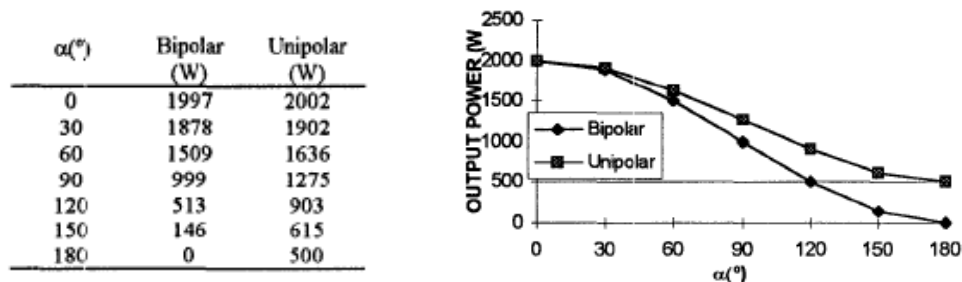 α(º) Bipolar (W) Unipolar (W)
0 1997 2002
30 1878 1902
60 1509 1636
90 999 1275
120 513 903
150 146 615
180 0 500
OUTPUT POWER (W
2500
2000
1500
1000
500
0
Bipolar
Unipolar
0 30 60 90 120 150 180
α(º)